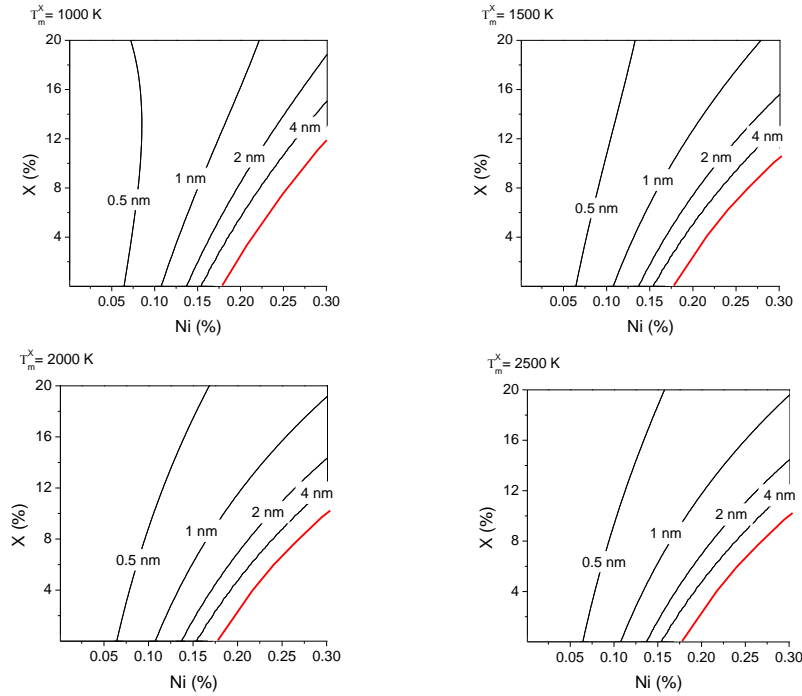 T_m^X= 1000 K
20
16
12
8
4
0.5 nm
1 nm
2 nm
4 nm
X (%)
0.05 0.10 0.15 0.20 0.25 0.30
Ni (%)
T_m^X= 1500 K
20
16
12
8
4
0.5 nm
1 nm
2 nm
4 nm
X (%)
0.05 0.10 0.15 0.20 0.25 0.30
Ni (%)
T_m^X= 2000 K
20
16
12
8
4
0.5 nm
1 nm
2 nm
4 nm
X (%)
0.05 0.10 0.15 0.20 0.25 0.30
Ni (%)
T_m^X= 2500 K
20
16
12
8
4
0.5 nm
1 nm
2 nm
4 nm
X (%)
0.05 0.10 0.15 0.20 0.25 0.30
Ni (%)